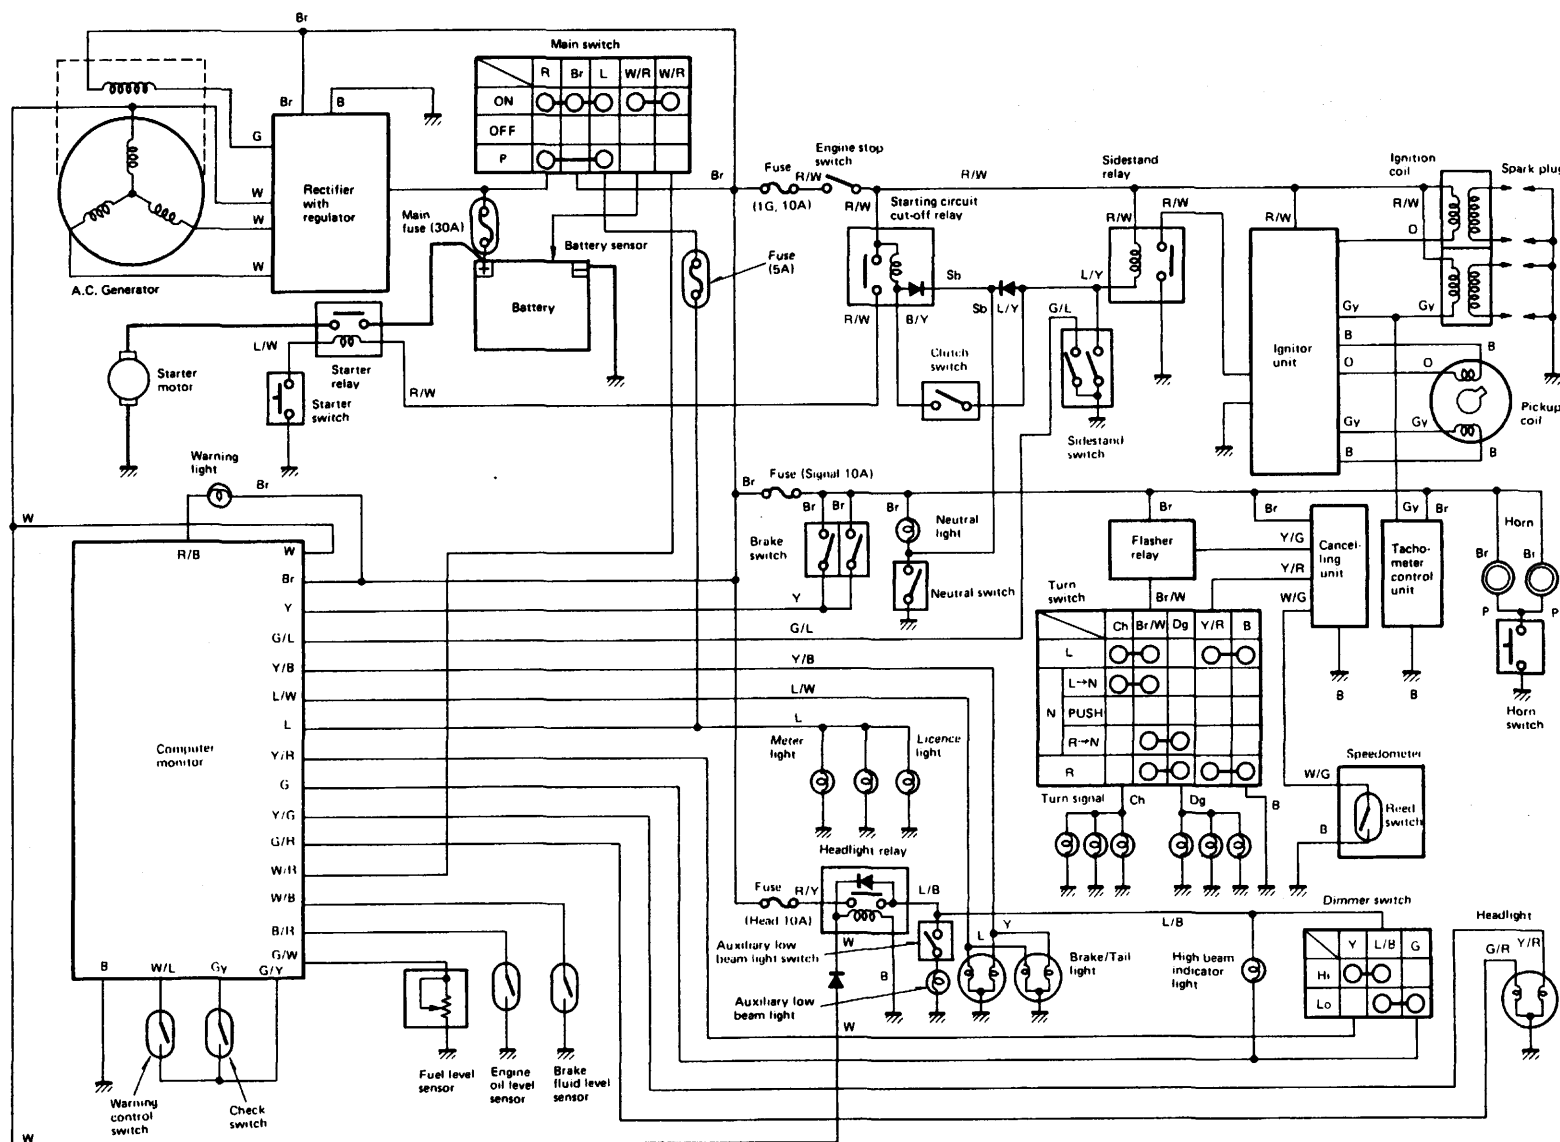 Br
Main switch
R Br L W/R W/R
ON
OFF
P
Br
B
G
W
W
W
Rectifier
with
regulator
A.C. Generator
Main
fuse (30A)
Battery sensor
Battery
Fuse
(5A)
Br
Fuse
R/W
(1G, 10A)
Engine stop
switch
R/W
Starting circuit
cut-off relay
R/W
Sidestand
relay
R/W
R/W
R/W
Ignition
coil
R/W
Spark plug
O
Sb
Sb
L/Y
L/Y
R/W
B/Y
G/L
Clutch
switch
Sidestand
switch
Gy
Gy
B
B
O
O
Gy
Gy
B
B
Ignitor
unit
Pickup
coil
L/W
Starter
motor
Starter
relay
Starter
switch
R/W
Warning
light
Br
W
R/B
W
Br
Y
G/L
Y/B
L/W
L
Y/R
G
Y/G
G/R
W/R
W/B
B/R
G/W
Computer
monitor
B
W/L
Gy
G/Y
Warning
control
switch
Check
switch
Fuel level
sensor
Engine
oil level
sensor
Brake
fluid level
sensor
W
Br
Fuse (Signal 10A)
Br
Br
Brake
switch
Y
Br
Neutral
light
Neutral switch
G/L
Y/B
L/W
L
Meter
light
Licence
light
Br
Flasher
relay
Br/W
Br
Y/G
Y/R
W/G
Cancel-
ling
unit
B
Gy
Br
Tacho-
meter
control
unit
B
Horn
Br
Br
P
P
Horn
switch
Turn
switch
Ch Br/W Dg Y/R B
L
L→N
N PUSH
R→N
R
Turn signal
Ch
Dg
B
Speedometer
W/G
B
Reed
switch
Headlight relay
Fuse
R/Y
(Head 10A)
L/B
W
B
Auxiliary low
beam light switch
Auxiliary low
beam light
W
L
Y
Brake/Tail
light
L/B
High beam
indicator
light
Dimmer switch
Y L/B G
Hi
Lo
Headlight
G/R
Y/R